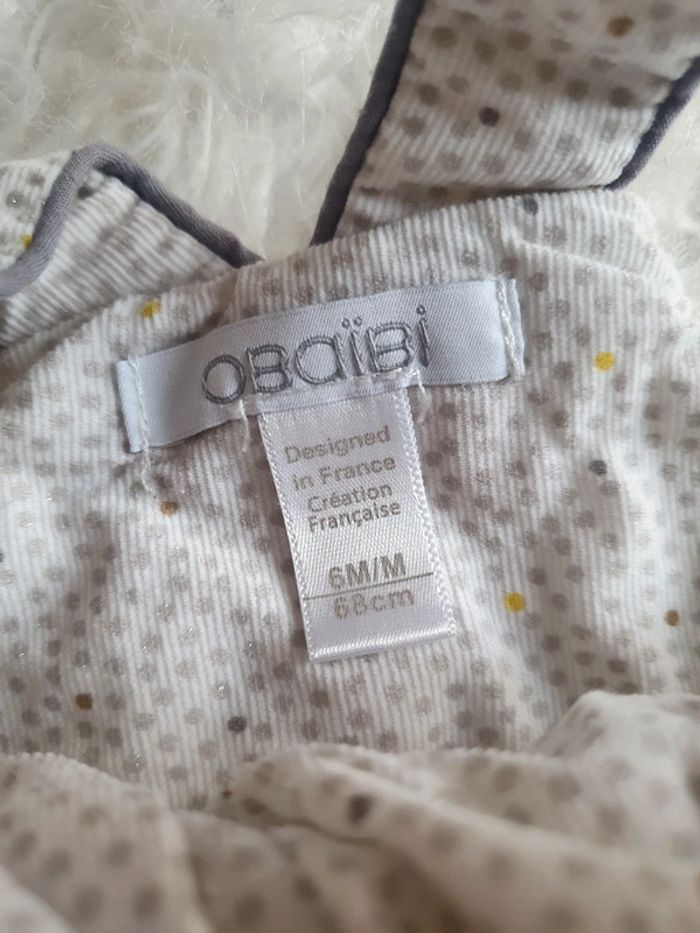 OBaïBi
Designed
in France
Création
Française
6M/M
68cm